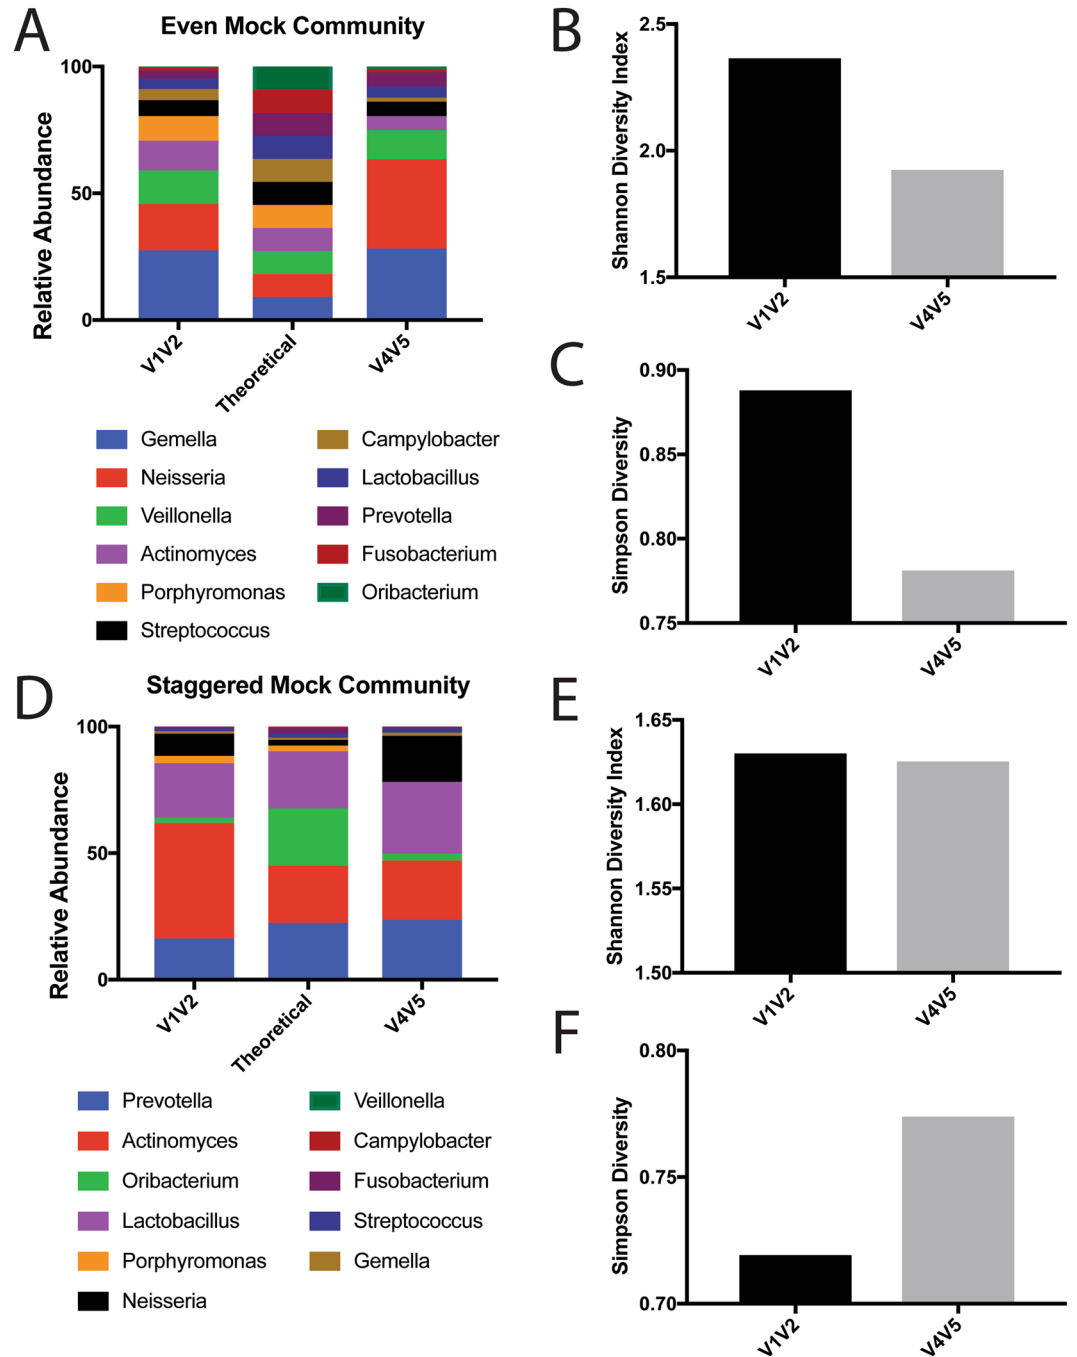 A
Even Mock Community
Relative Abundance
100
50
0
V1V2
Theoretical
V4V5
Gemella
Neisseria
Veillonella
Actinomyces
Porphyromonas
Streptococcus
Campylobacter
Lactobacillus
Prevotella
Fusobacterium
Oribacterium
B
Shannon Diversity Index
2.5
2.0
1.5
V1V2
V4V5
C
Simpson Diversity
0.90
0.85
0.80
0.75
V1V2
V4V5
D
Staggered Mock Community
Relative Abundance
100
50
0
V1V2
Theoretical
V4V5
Prevotella
Actinomyces
Oribacterium
Lactobacillus
Porphyromonas
Neisseria
Veillonella
Campylobacter
Fusobacterium
Streptococcus
Gemella
E
Shannon Diversity Index
1.65
1.60
1.55
1.50
V1V2
V4V5
F
Simpson Diversity
0.80
0.75
0.70
V1V2
V4V5